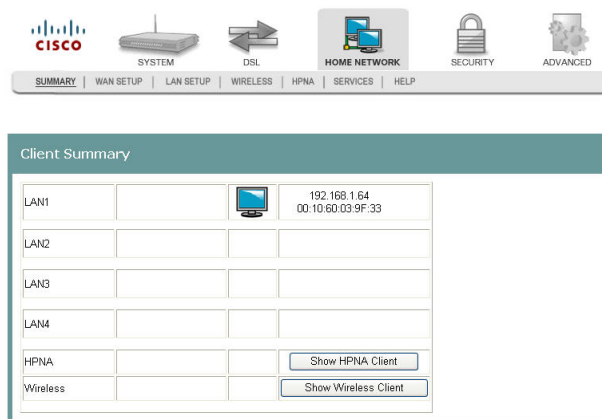 CISCO
SYSTEM DSL HOME NETWORK SECURITY ADVANCED
SUMMARY | WAN SETUP | LAN SETUP | WIRELESS | HPNA | SERVICES | HELP
Client Summary
LAN1 192.168.1.64
00:10:60:03:9F:33
LAN2
LAN3
LAN4
HPNA Show HPNA Client
Wireless Show Wireless Client